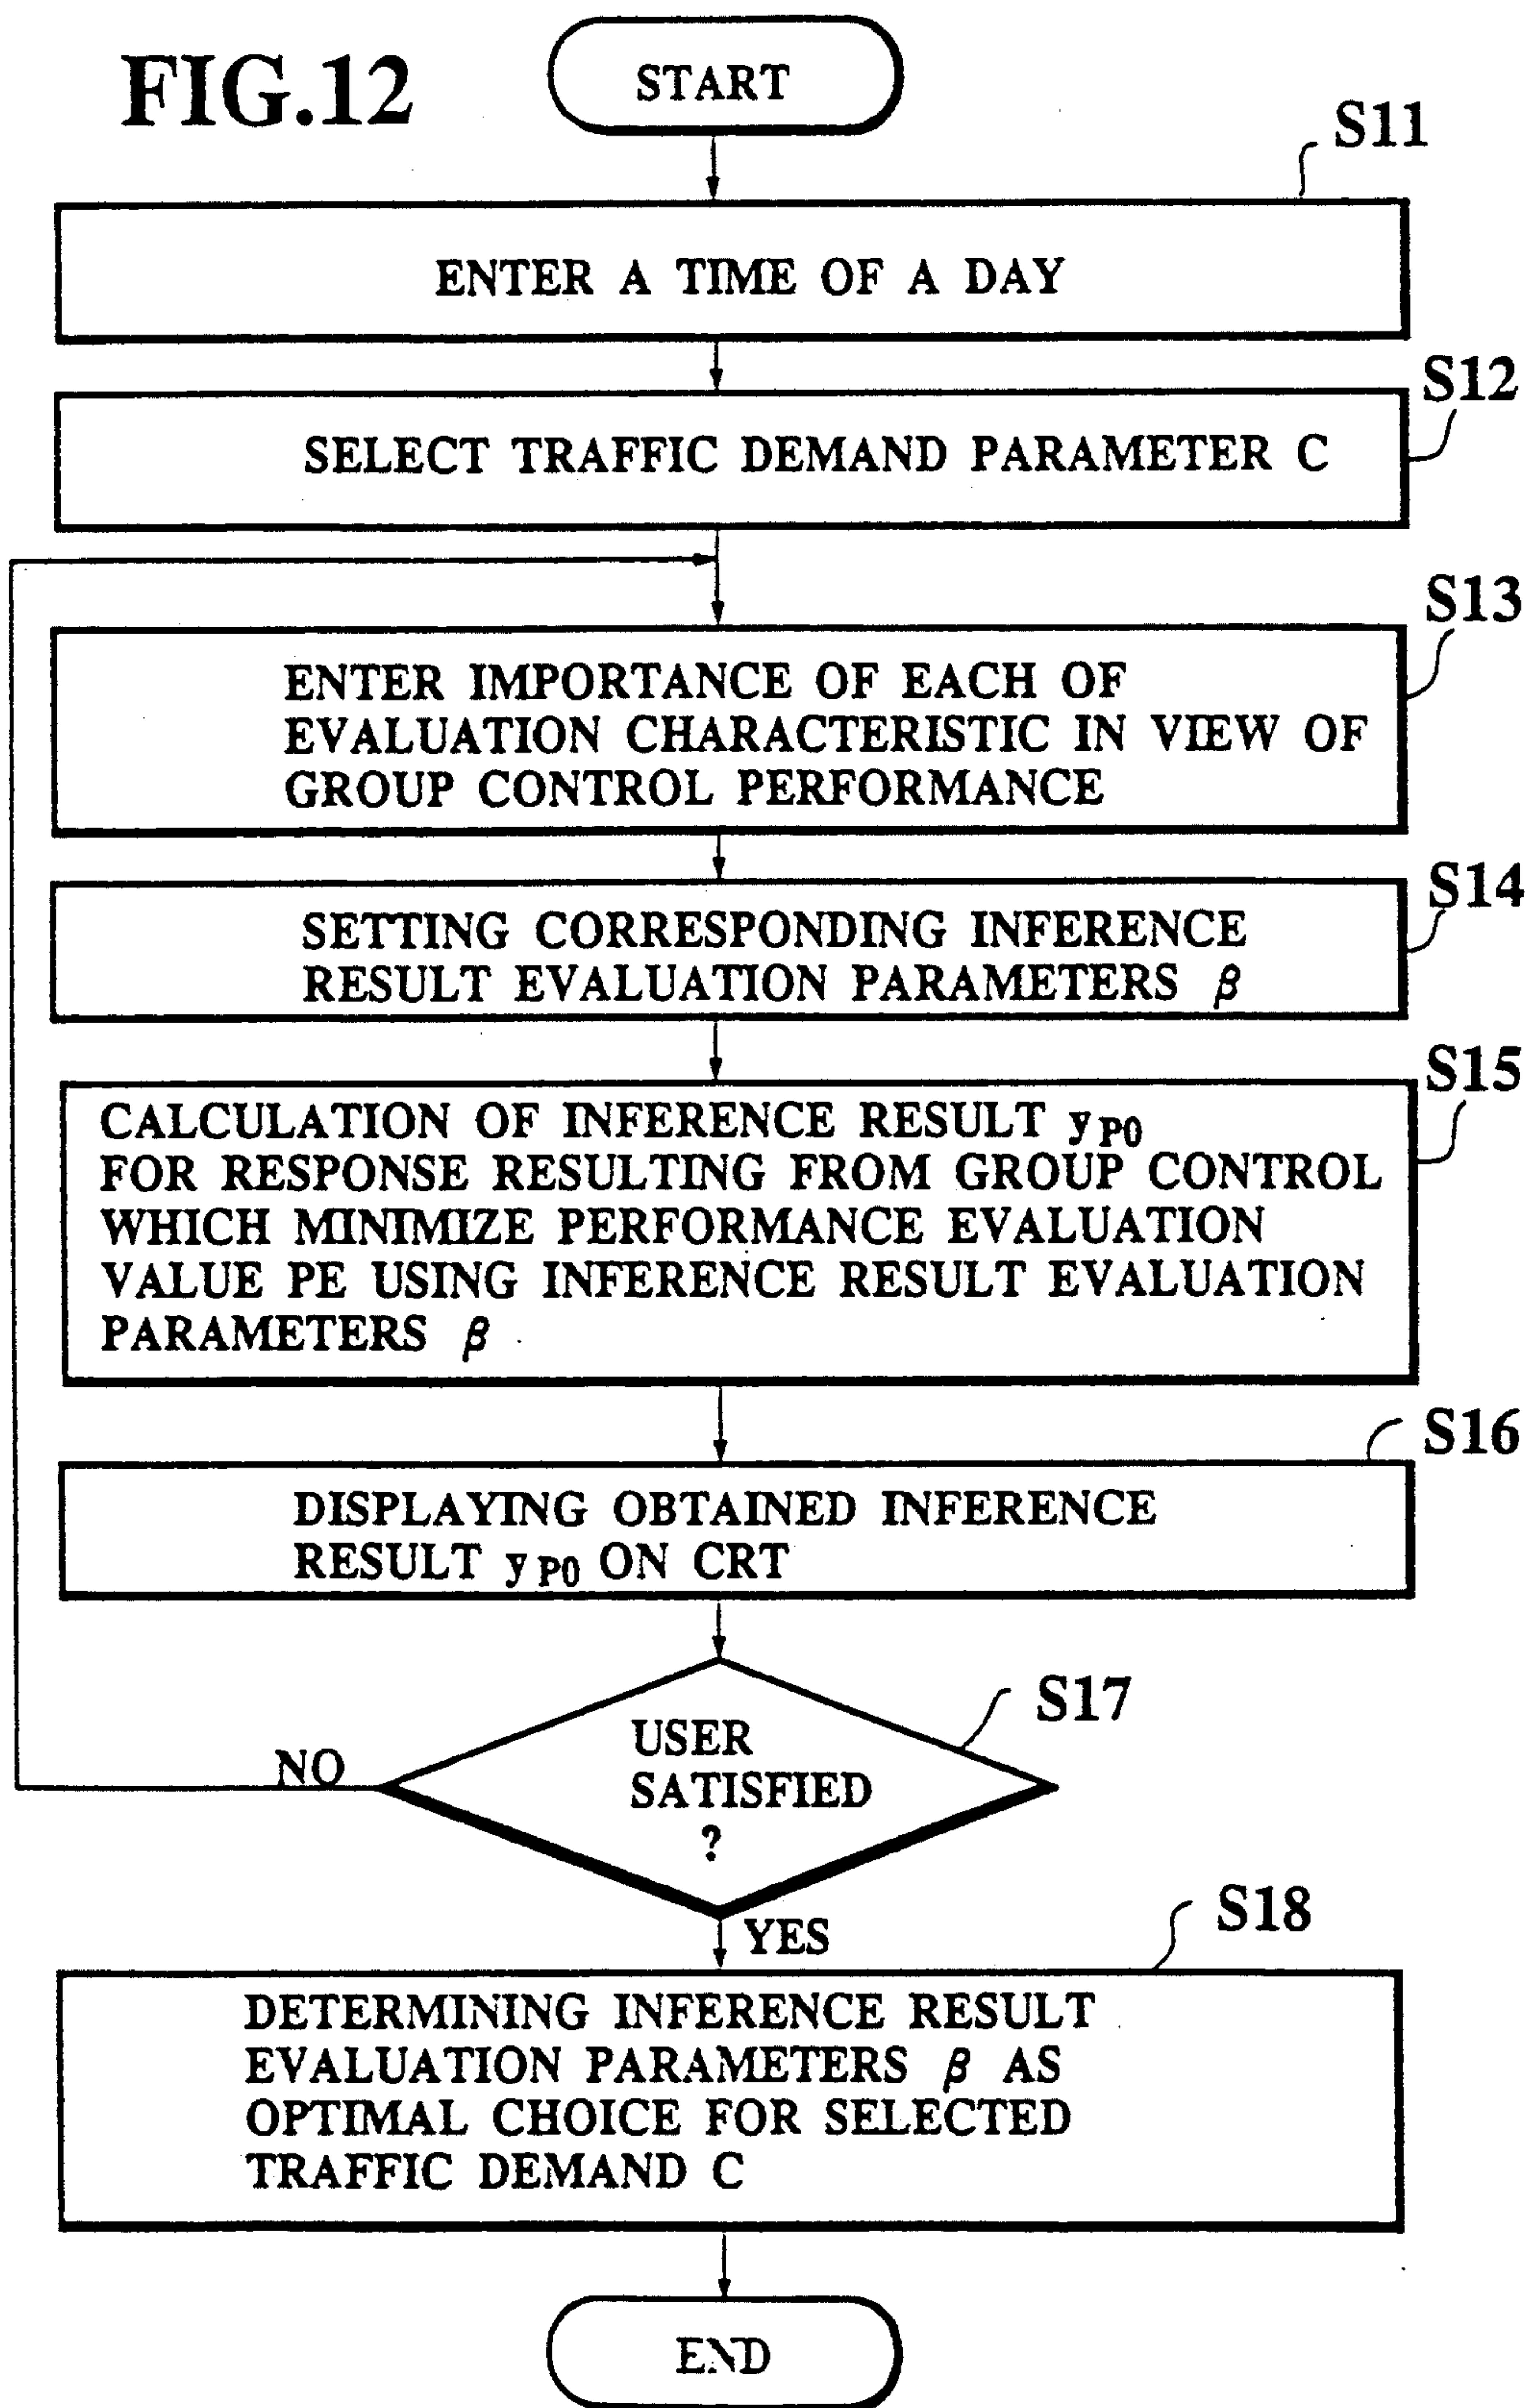 FIG.12
START
S11
ENTER A TIME OF A DAY
S12
SELECT TRAFFIC DEMAND PARAMETER C
S13
ENTER IMPORTANCE OF EACH OF
EVALUATION CHARACTERISTIC IN VIEW OF
GROUP CONTROL PERFORMANCE
S14
SETTING CORRESPONDING INFERENCE
RESULT EVALUATION PARAMETERS β
S15
CALCULATION OF INFERENCE RESULT yP0
FOR RESPONSE RESULTING FROM GROUP CONTROL
WHICH MINIMIZE PERFORMANCE EVALUATION
VALUE PE USING INFERENCE RESULT EVALUATION
PARAMETERS β
S16
DISPLAYING OBTAINED INFERENCE
RESULT yP0 ON CRT
S17
USER
SATISFIED
?
NO
YES
S18
DETERMINING INFERENCE RESULT
EVALUATION PARAMETERS β AS
OPTIMAL CHOICE FOR SELECTED
TRAFFIC DEMAND C
END